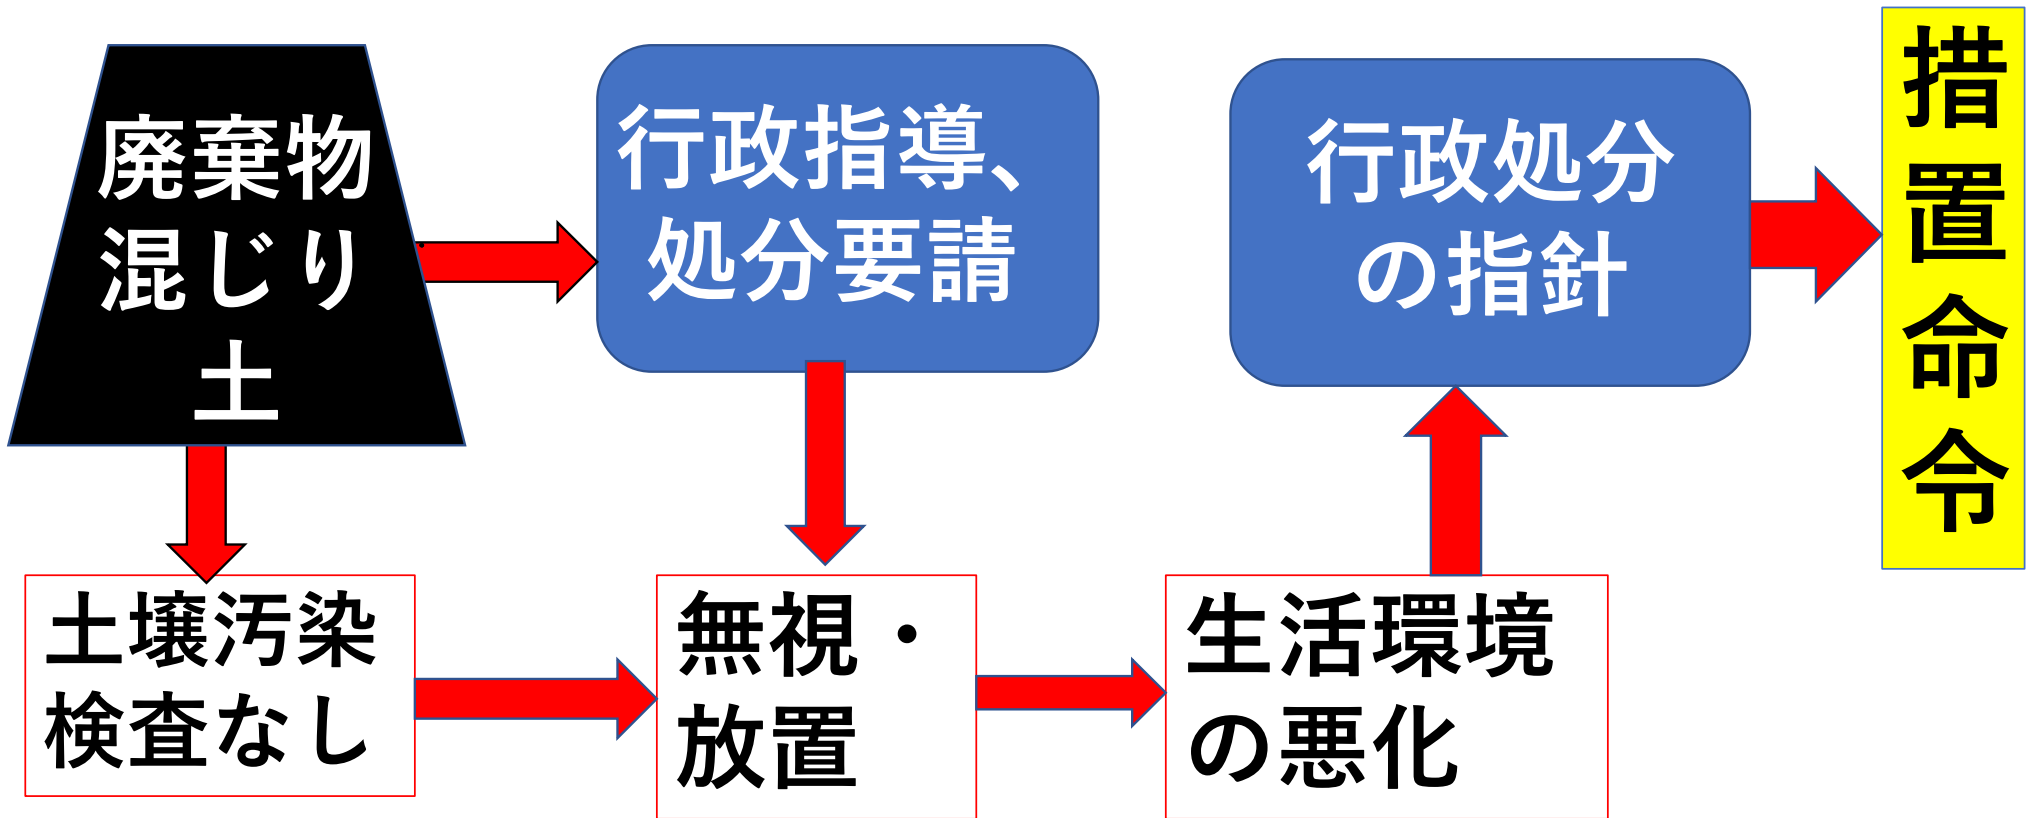 廃棄物
混じり
土
行政指導、
処分要請
行政処分
の指針
措置命令
土壌汚染
検査なし
無視・
放置
生活環境
の悪化